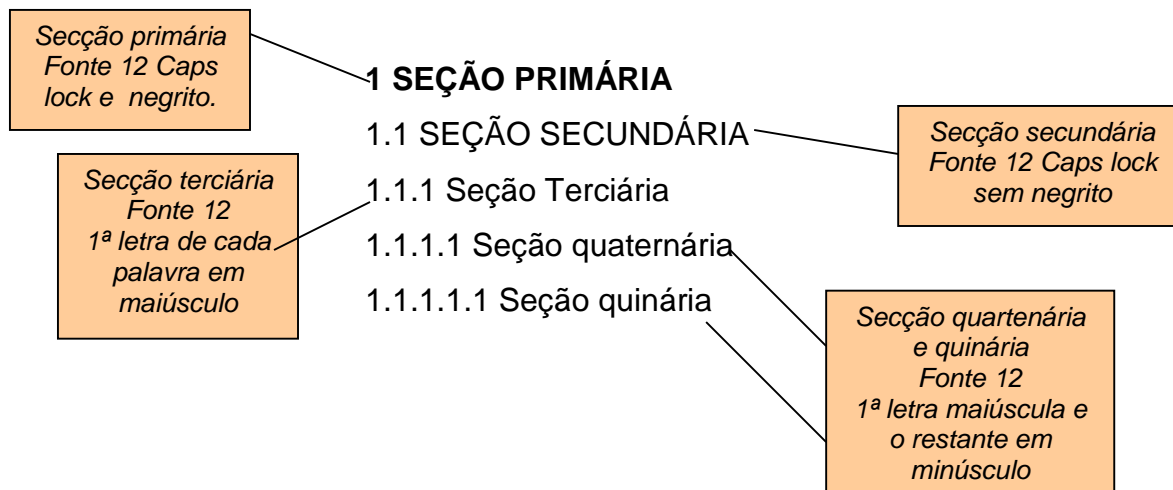 Secção primária
Fonte 12 Caps
lock e negrito.
1 SEÇÃO PRIMÁRIA
1.1 SEÇÃO SECUNDÁRIA
Secção secundária
Fonte 12 Caps lock
sem negrito
Secção terciária
Fonte 12
1ª letra de cada
palavra em
maiúsculo
1.1.1 Seção Terciária
1.1.1.1 Seção quaternária
1.1.1.1.1 Seção quinária
Secção quartenária
e quinária
Fonte 12
1ª letra maiúscula e
o restante em
minúsculo